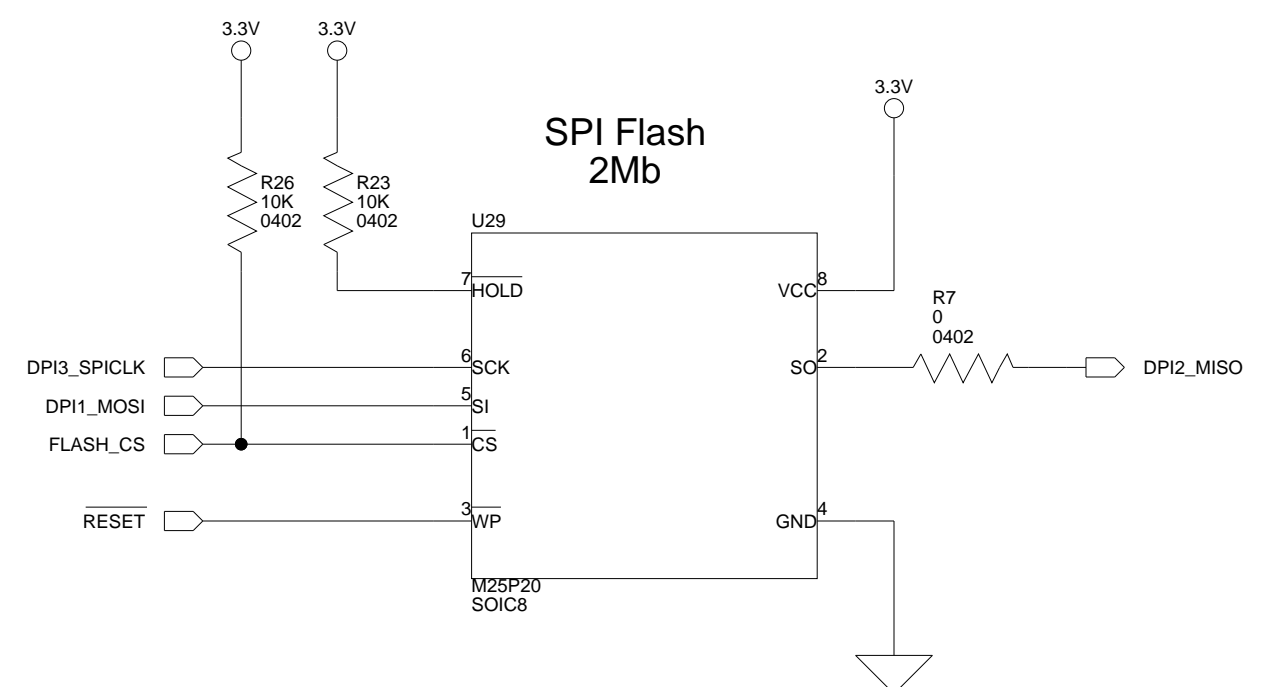 3.3V
3.3V
3.3V
SPI Flash
2Mb
R26
10K
0402
R23
10K
0402
U29
7
HOLD
8
VCC
R7
0
0402
DPI3_SPICLK
6
SCK
2
SO
DPI2_MISO
DPI1_MOSI
5
SI
FLASH_CS
1
CS
RESET
3
WP
4
GND
M25P20
SOIC8